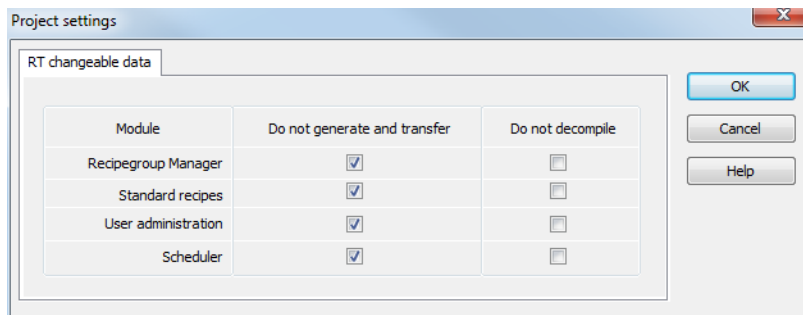 Project settings
RT changeable data
OK
Module Do not generate and transfer Do not decompile
Cancel
Recipegroup Manager
Help
Standard recipes
User administration
Scheduler